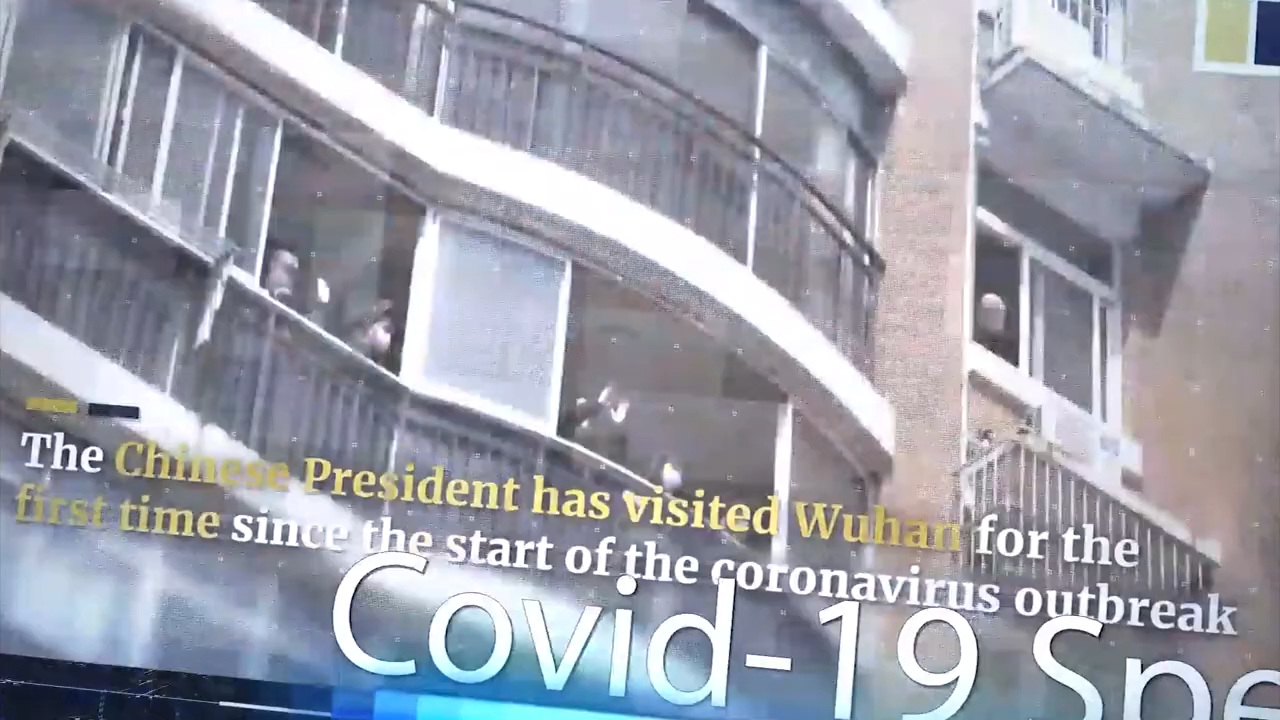 The Chinese President has visited Wuhan for the
first time since the start of the coronavirus outbreak
Covid-19 Spe